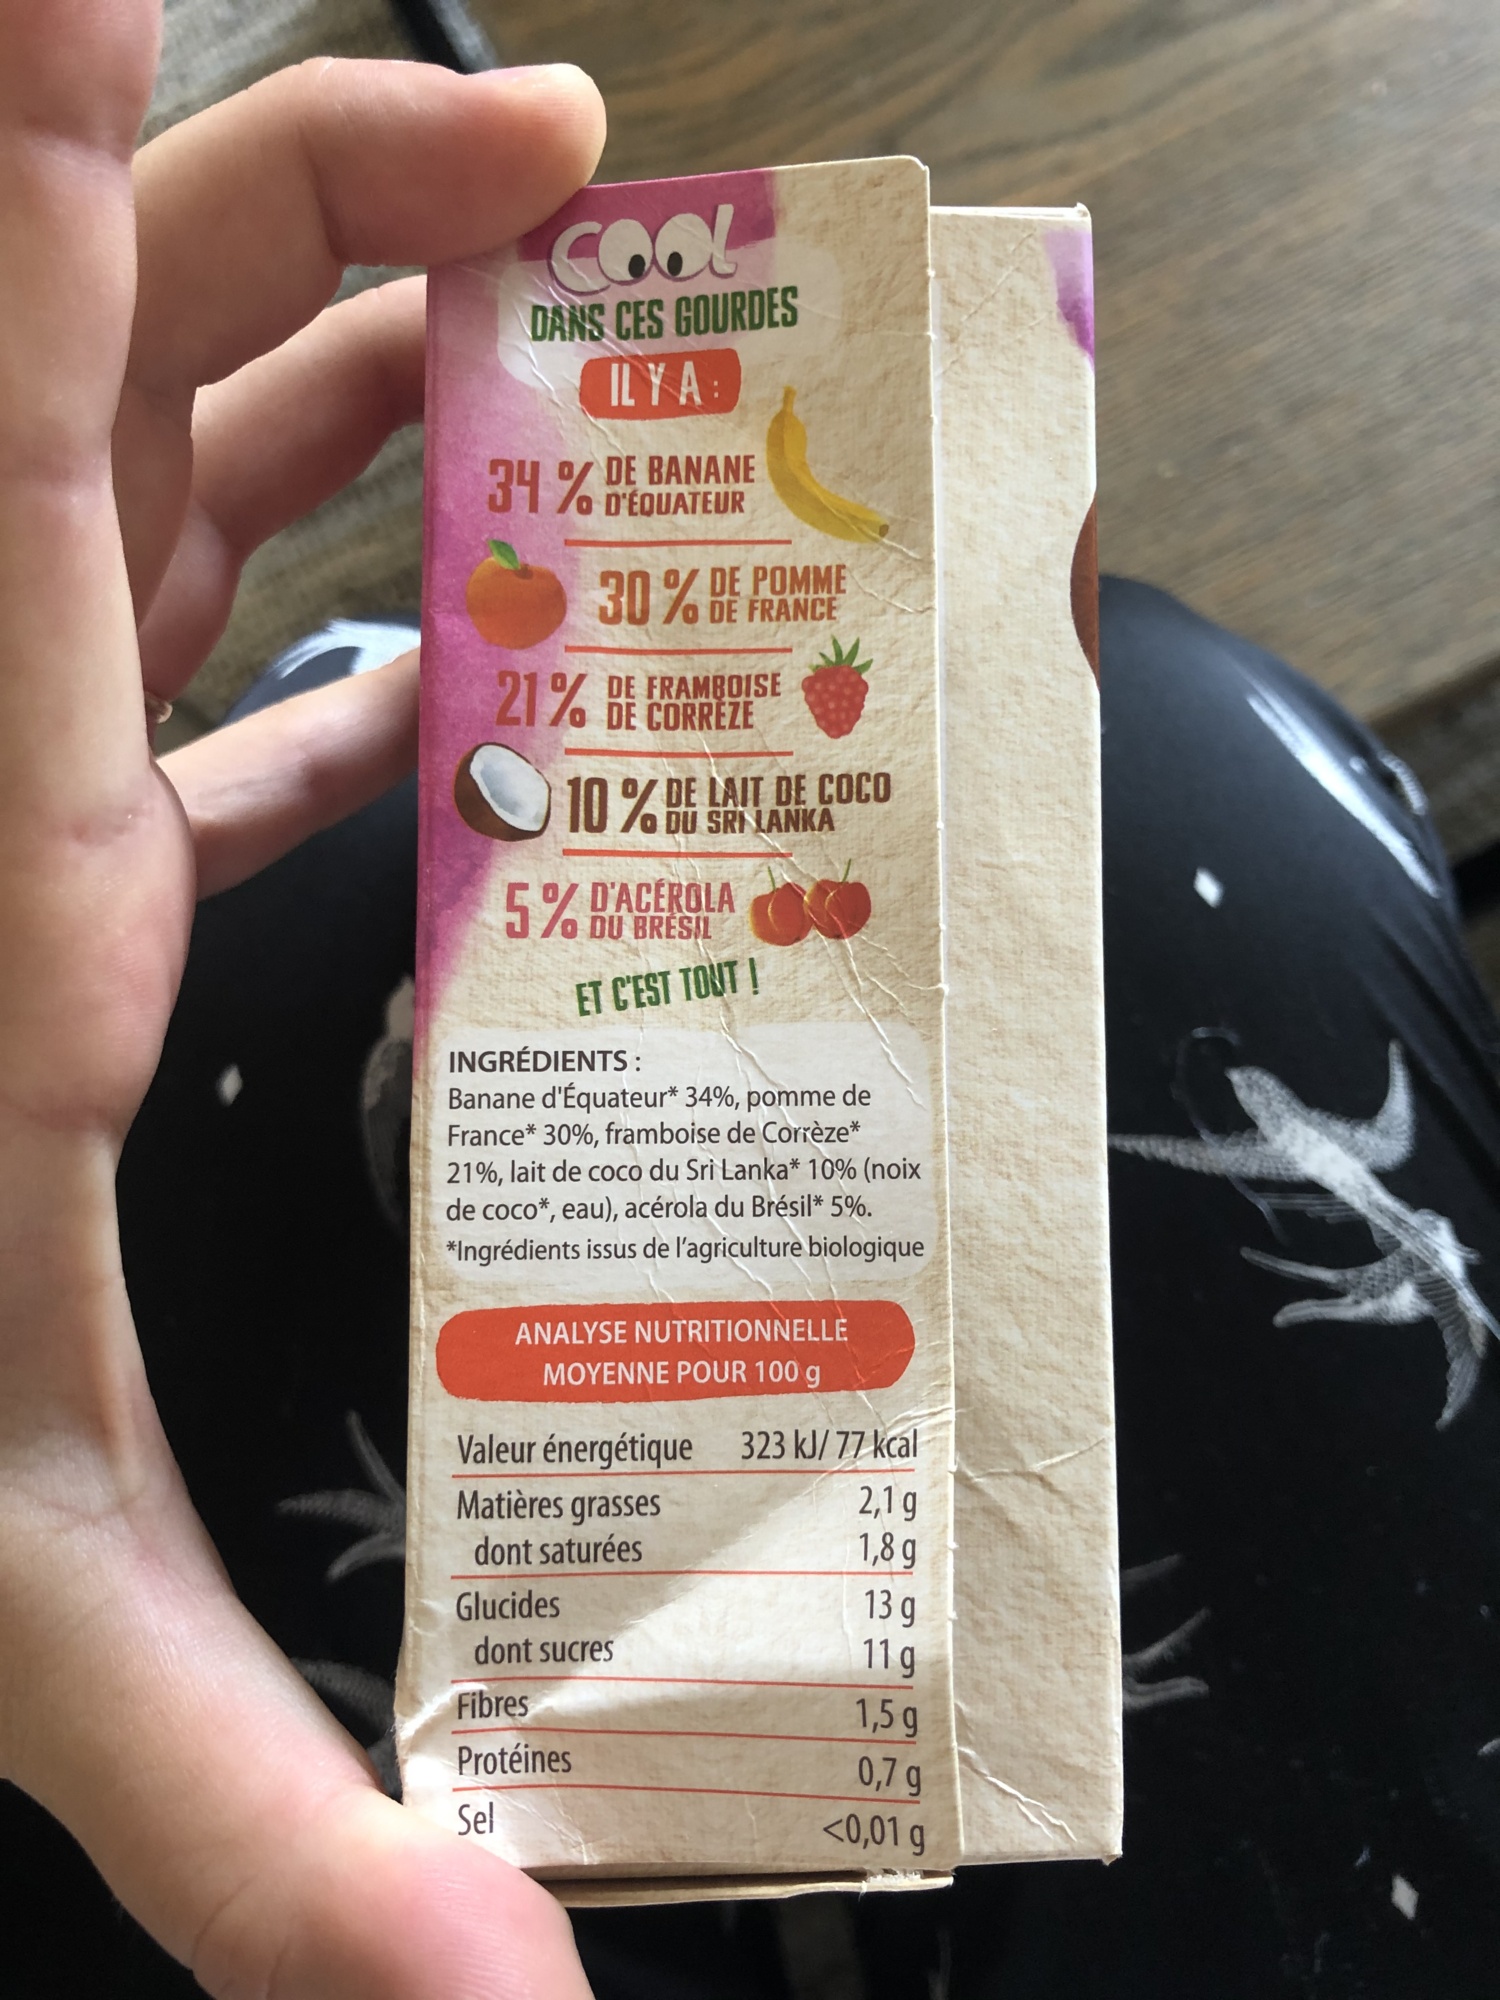 COOL
DANS CES GOURDES
IL Y A :
34 % DE BANANE
D'ÉQUATEUR
30 % DE POMME
DE FRANCE
21 % DE FRAMBOISE
DE CORRÈZE
10 % DE LAIT DE COCO
DU SRI LANKA
5 % D'ACÉROLA
DU BRÉSIL
ET C'EST TOUT !
INGRÉDIENTS :
Banane d'Équateur* 34%, pomme de
France* 30%, framboise de Corrèze*
21%, lait de coco du Sri Lanka* 10% (noix
de coco*, eau), acérola du Brésil* 5%.
*Ingrédients issus de l'agriculture biologique
ANALYSE NUTRITIONNELLE
MOYENNE POUR 100 g
Valeur énergétique 323 kJ/ 77 kcal
Matières grasses 2,1 g
dont saturées 1,8 g
Glucides 13 g
dont sucres 11 g
Fibres 1,5 g
Protéines 0,7 g
Sel <0,01 g